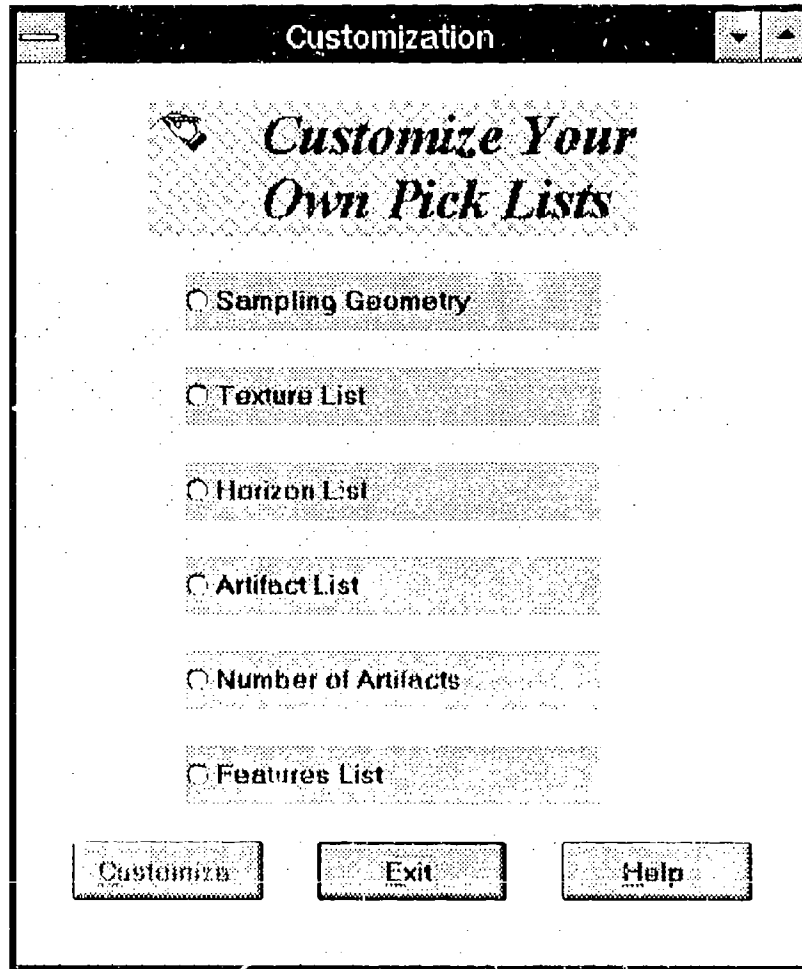 Customization
Customize Your
Own Pick Lists
Sampling Geometry
Texture List
Horizon List
Artifact List
Number of Artifacts
Features List
Customize
Exit
Help